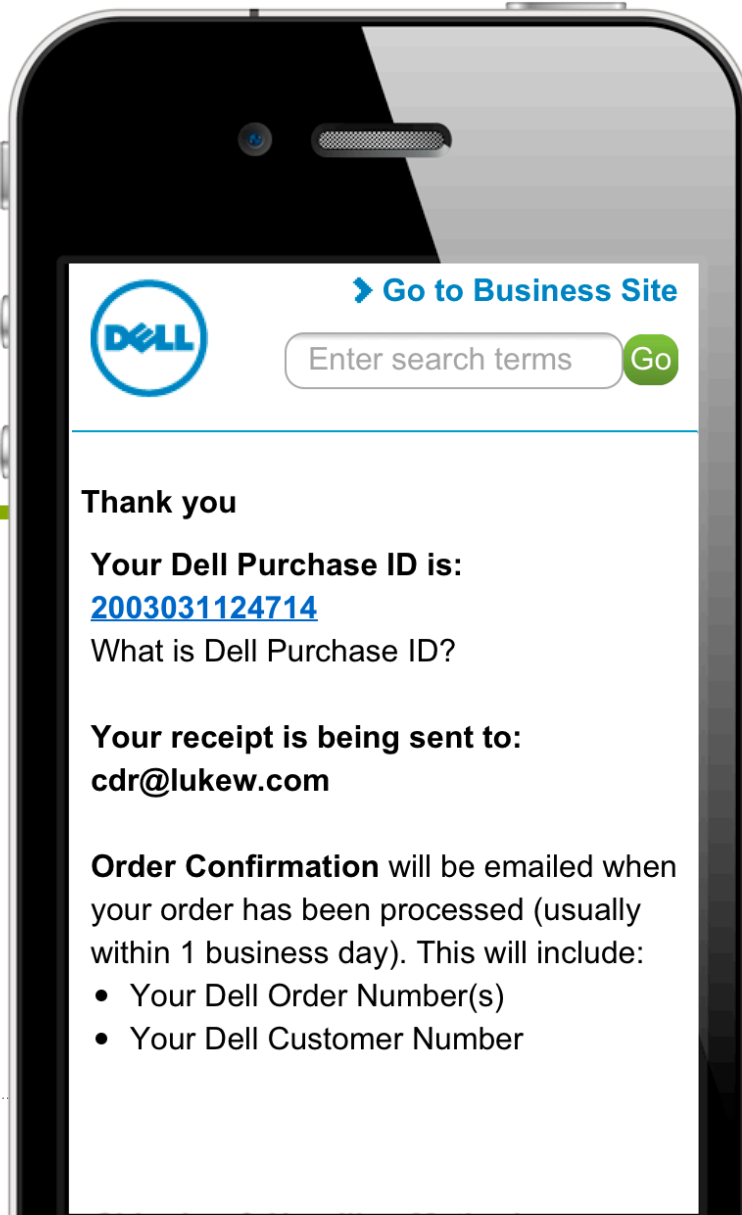 Go to Business Site
DELL
Enter search terms
Go
Thank you
Your Dell Purchase ID is:
2003031124714
What is Dell Purchase ID?
Your receipt is being sent to:
cdr@lukew.com
Order Confirmation will be emailed when
your order has been processed (usually
within 1 business day). This will include:
• Your Dell Order Number(s)
• Your Dell Customer Number